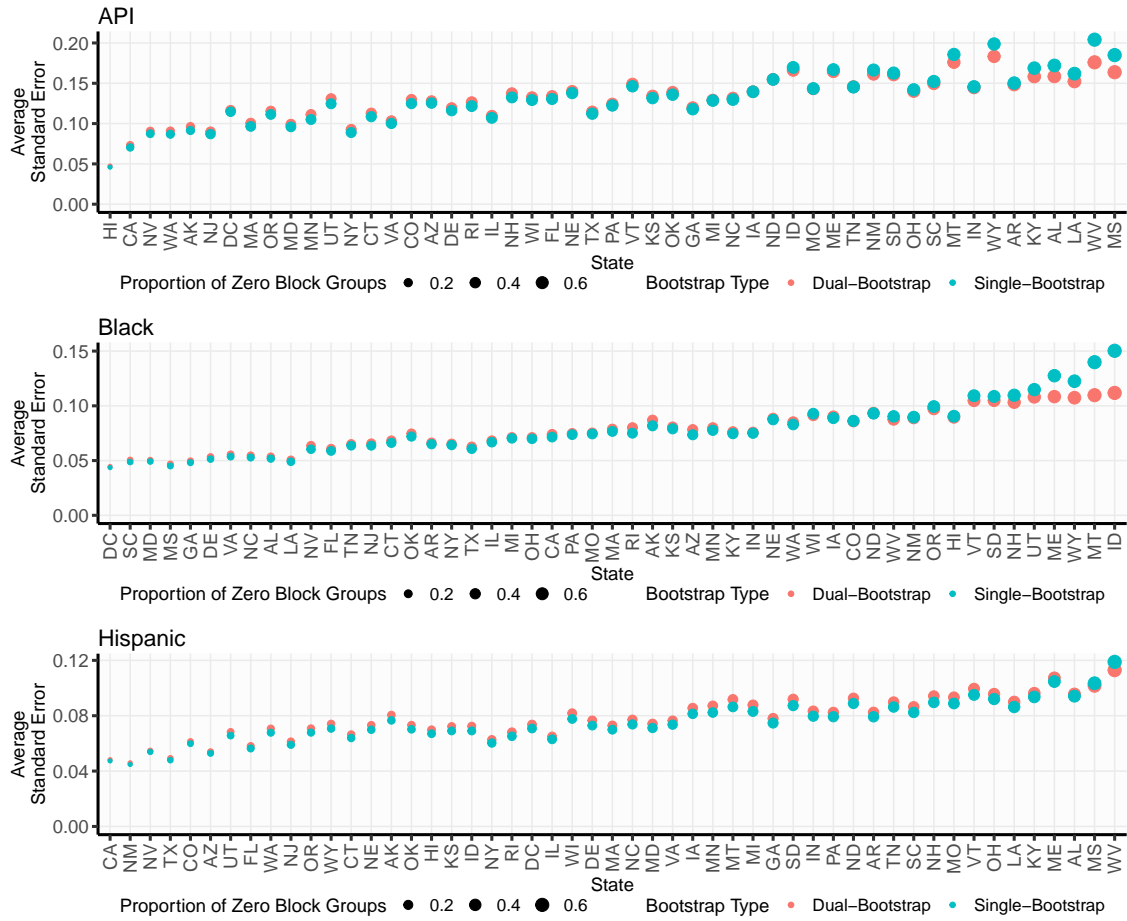 API
Average
Standard Error
0.20
0.15
0.10
0.05
0.00
HI CA NV WA AK NJ DC MA OR MD MN UT NY CT VA CO AZ DE RI IL NH WI FL NE TX PA VT KS OK GA MI NC IA ND ID MO ME TN NM SD OH SC MT IN WY AR KY AL LA WV MS
State
Proportion of Zero Block Groups 0.2 0.4 0.6 Bootstrap Type Dual−Bootstrap Single−Bootstrap
Black
Average
Standard Error
0.15
0.10
0.05
0.00
DC SC MD MS GA DE VA NC AL LA NV FL TN NJ CT OK AR NY TX IL MI OH CA PA MO MA RI AK KS AZ MN KY IN NE WA WI IA CO ND WV NM OR HI VT SD NH UT ME WY MT ID
State
Proportion of Zero Block Groups 0.2 0.4 0.6 Bootstrap Type Dual−Bootstrap Single−Bootstrap
Hispanic
Average
Standard Error
0.12
0.08
0.04
0.00
CA NM NV TX CO AZ UT FL WA NJ OR WY CT NE AK OK HI KS ID NY RI DC IL WI DE MA NC MD VA IA MN MT MI GA SD IN PA ND AR TN SC NH MO VT OH LA KY ME AL MS WV
State
Proportion of Zero Block Groups 0.2 0.4 0.6 Bootstrap Type Dual−Bootstrap Single−Bootstrap